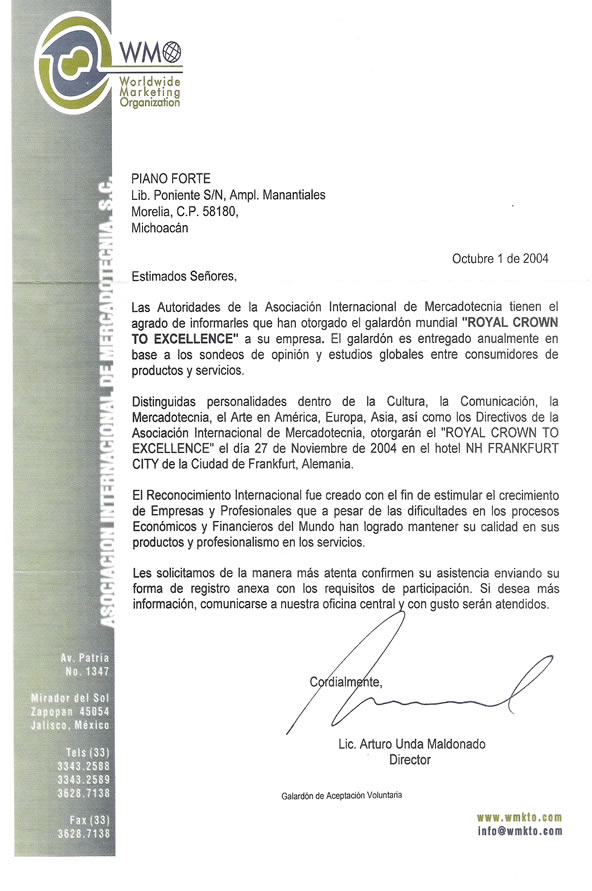 WMO
Worldwide
Marketing
Organization
ASOCIACION INTERNACIONAL DE MERCADOTECNIA, S.C.
PIANO FORTE
Lib. Poniente S/N, Ampl. Manantiales
Morelia, C.P. 58180,
Michoacán
Octubre 1 de 2004
Estimados Señores,
Las Autoridades de la Asociación Internacional de Mercadotecnia tienen el
agrado de informarles que han otorgado el galardón mundial "ROYAL CROWN
TO EXCELLENCE" a su empresa. El galardón es entregado anualmente en
base a los sondeos de opinión y estudios globales entre consumidores de
productos y servicios.
Distinguidas personalidades dentro de la Cultura, la Comunicación, la
Mercadotecnia, el Arte en América, Europa, Asia, así como los Directivos de la
Asociación Internacional de Mercadotecnia, otorgarán el "ROYAL CROWN TO
EXCELLENCE" el día 27 de Noviembre de 2004 en el hotel NH FRANKFURT
CITY de la Ciudad de Frankfurt, Alemania.
El Reconocimiento Internacional fue creado con el fin de estimular el crecimiento
de Empresas y Profesionales que a pesar de las dificultades en los procesos
Económicos y Financieros del Mundo han logrado mantener su calidad en sus
productos y profesionalismo en los servicios.
Les solicitamos de la manera más atenta confirmen su asistencia enviando su
forma de registro anexa con los requisitos de participación. Si desea más
información, comunicarse a nuestra oficina central y con gusto serán atendidos.
Cordialmente,
Lic. Arturo Unda Maldonado
Director
Galardón de Aceptación Voluntaria
Av. Patria
No. 1347
Mirador del Sol
Zapopan 45054
Jalisco, México
Tels (33)
3343.2588
3343.2589
3628.7138
Fax (33)
3628.7138
www.wmkto.com
info@wmkto.com